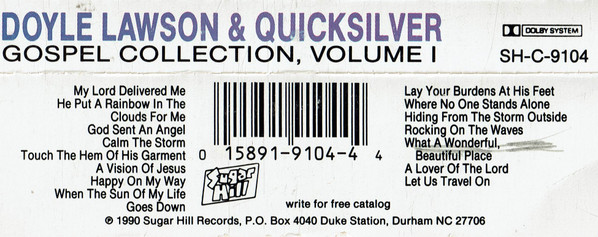 DOYLE LAWSON & QUICKSILVER
GOSPEL COLLECTION, VOLUME I
DOLBY SYSTEM
SH-C-9104
My Lord Delivered Me
He Put A Rainbow In The
Clouds For Me
God Sent An Angel
Calm The Storm
Touch The Hem Of His Garment
A Vision Of Jesus
Happy On My Way
When The Sun Of My Life
Goes Down
0 15891-9104-4 4
Sugar
Hill
write for free catalog
Lay Your Burdens At His Feet
Where No One Stands Alone
Hiding From The Storm Outside
Rocking On The Waves
What A Wonderful,
Beautiful Place
A Lover Of The Lord
Let Us Travel On
℗ 1990 Sugar Hill Records, P.O. Box 4040 Duke Station, Durham NC 27706